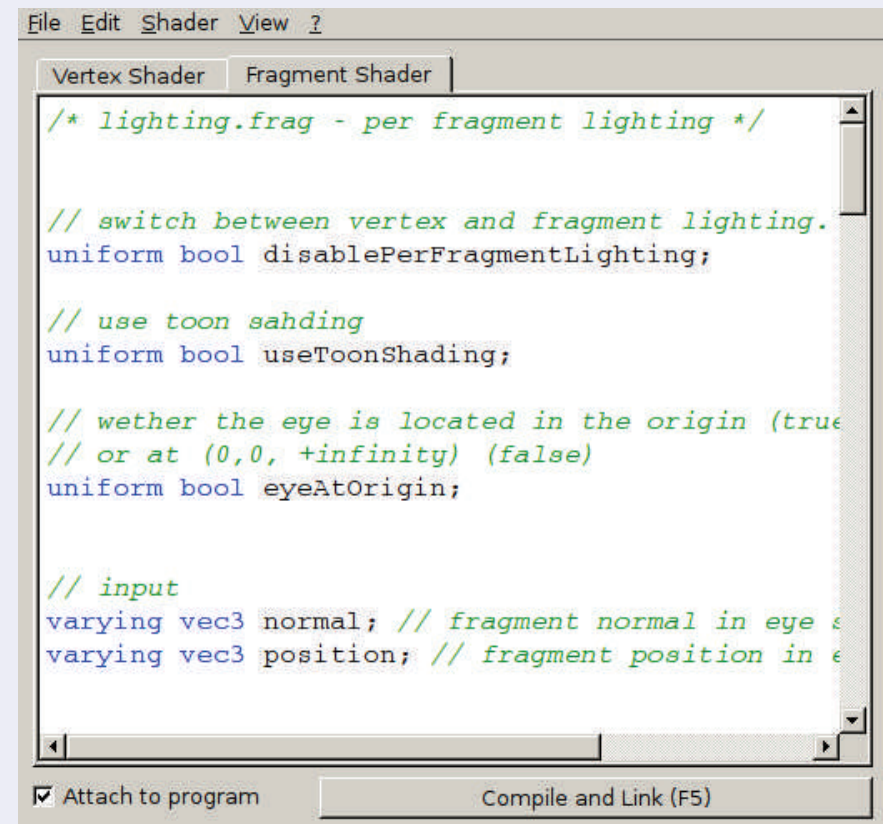 File Edit Shader View ?
Vertex Shader Fragment Shader
/* lighting.frag - per fragment lighting */
// switch between vertex and fragment lighting.
uniform bool disablePerFragmentLighting;
// use toon sahding
uniform bool useToonShading;
// wether the eye is located in the origin (true
// or at (0,0, +infinity) (false)
uniform bool eyeAtOrigin;
// input
varying vec3 normal; // fragment normal in eye
varying vec3 position; // fragment position in
Attach to program Compile and Link (F5)